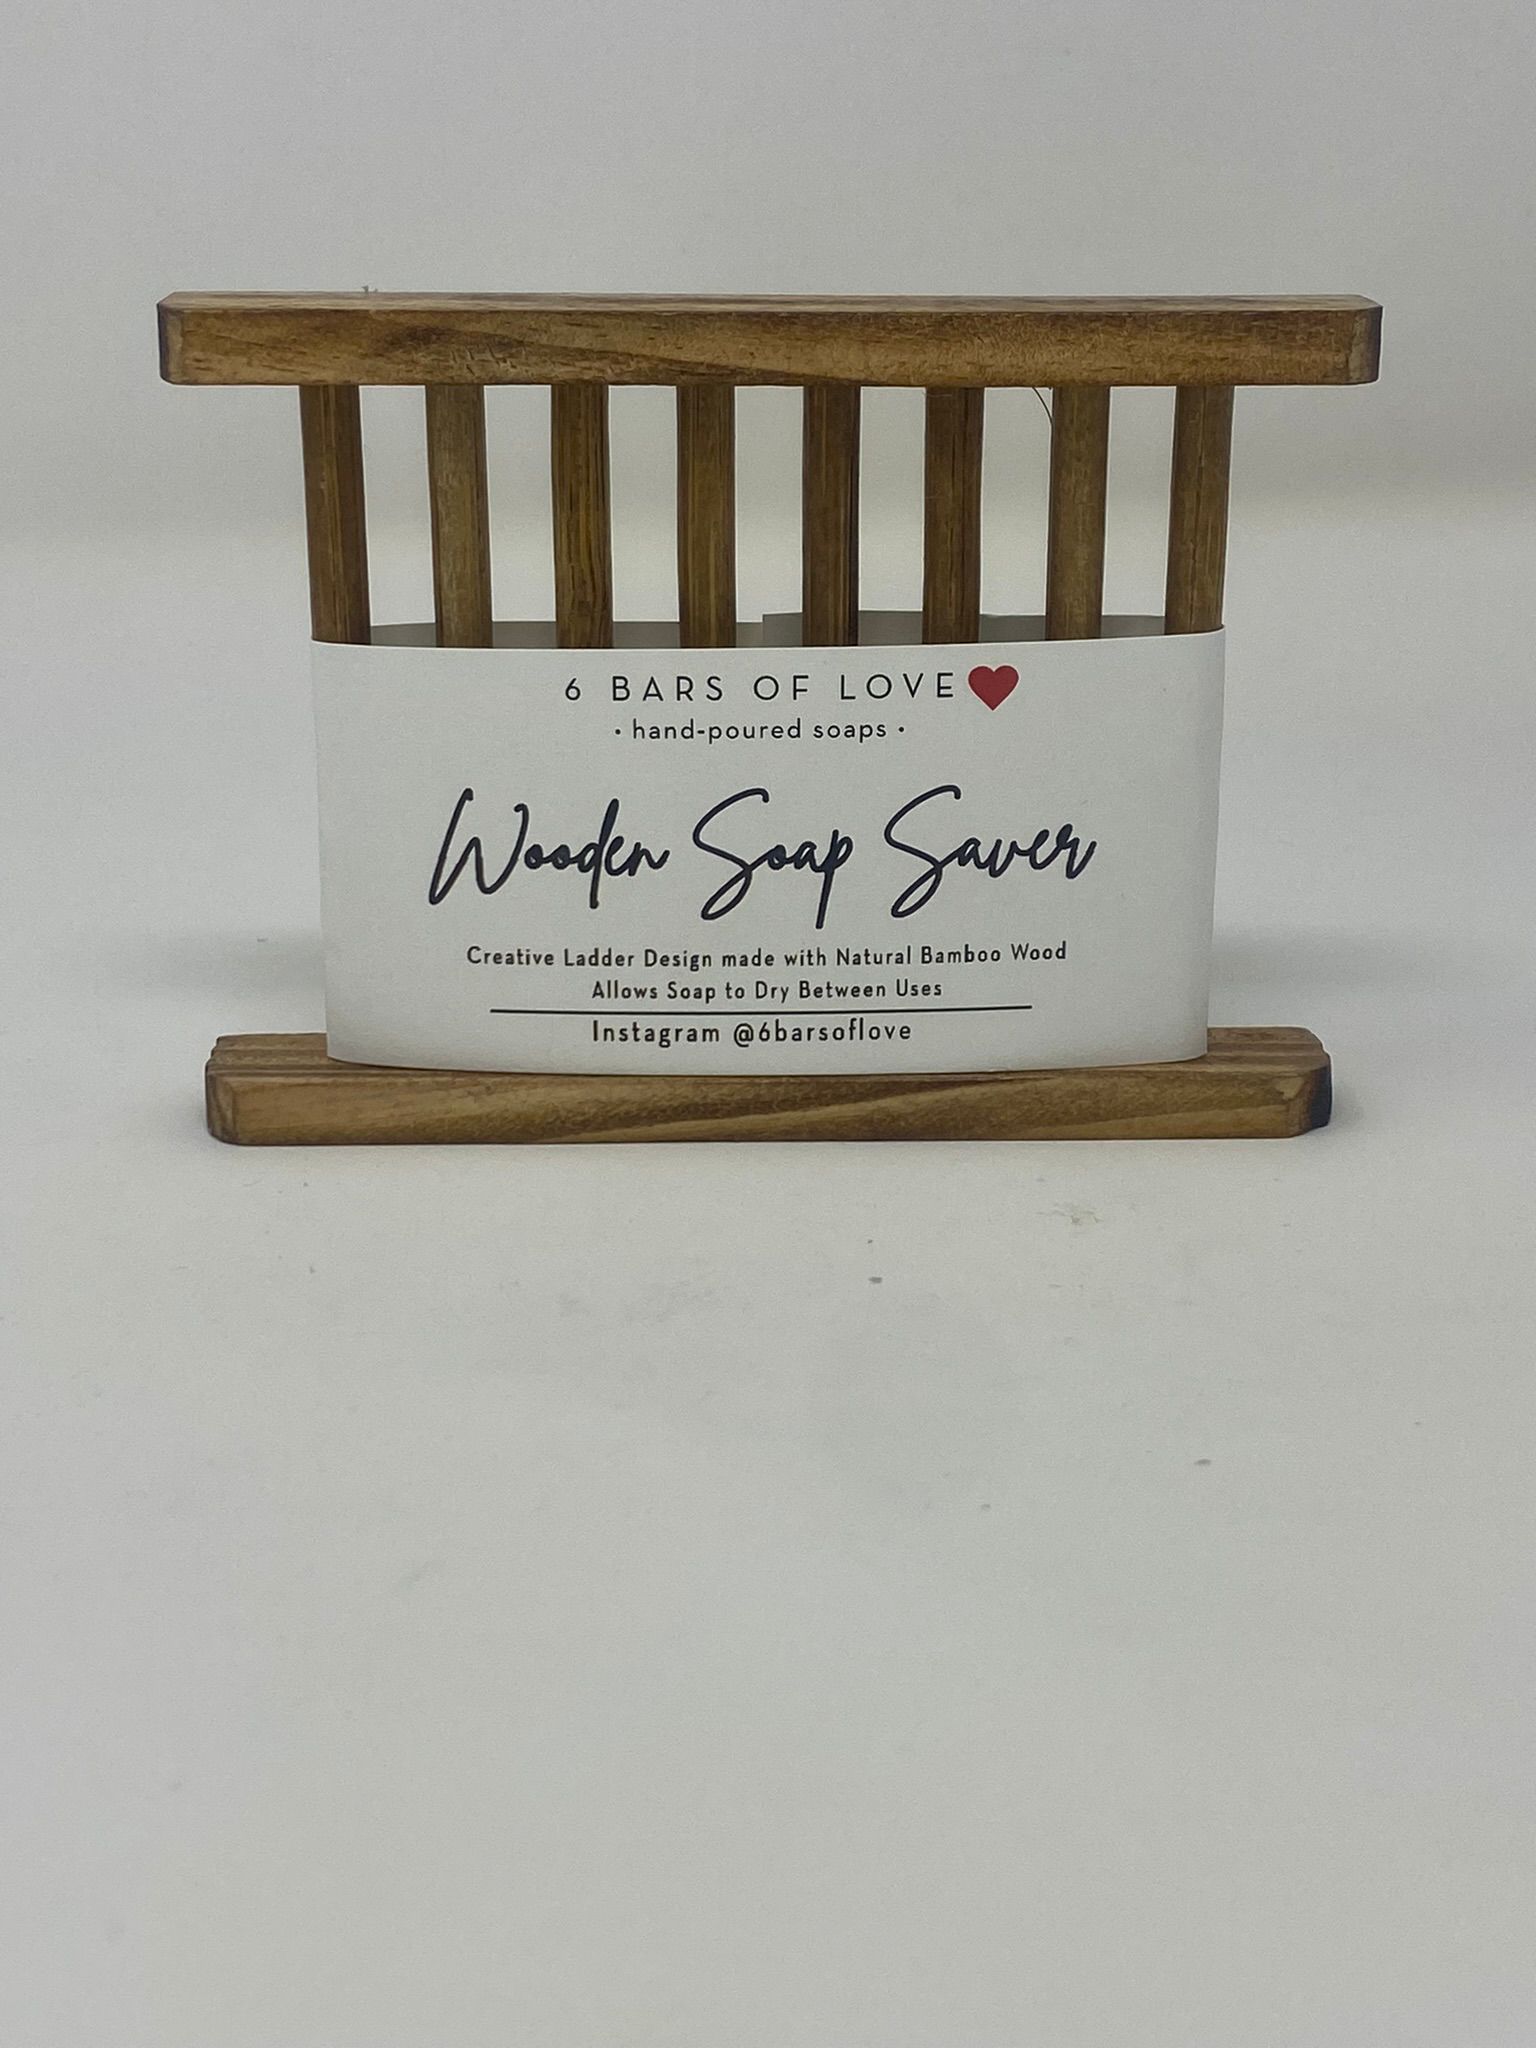 6 BARS OF LOVE
• hand-poured soaps •
Wooden Soap Saver
Creative Ladder Design made with Natural Bamboo Wood
Allows Soap to Dry Between Uses
Instagram @6barsoflove